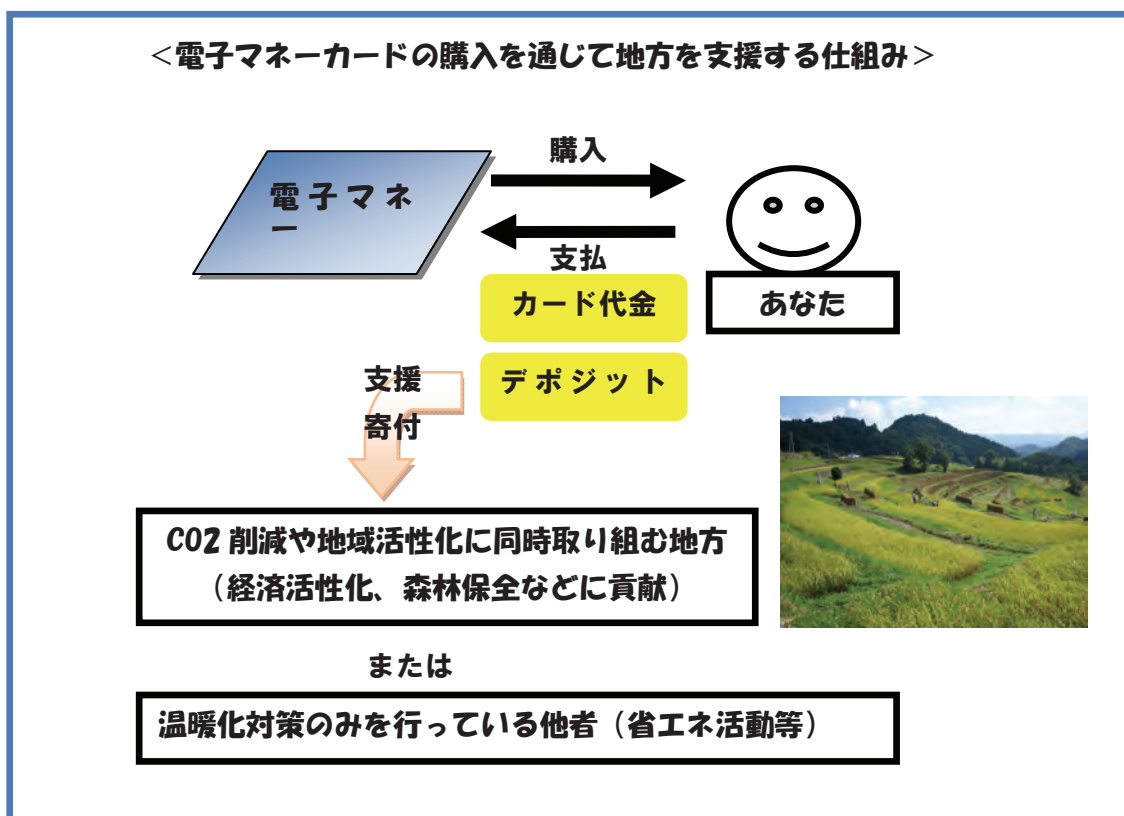 ＜電子マネーカードの購入を通じて地方を支援する仕組み＞
購入
電子マネ
ー
支払
カード代金
あなた
デポジット
支援
寄付
CO2 削減や地域活性化に同時取り組む地方
（経済活性化、森林保全などに貢献）
または
温暖化対策のみを行っている他者（省エネ活動等）